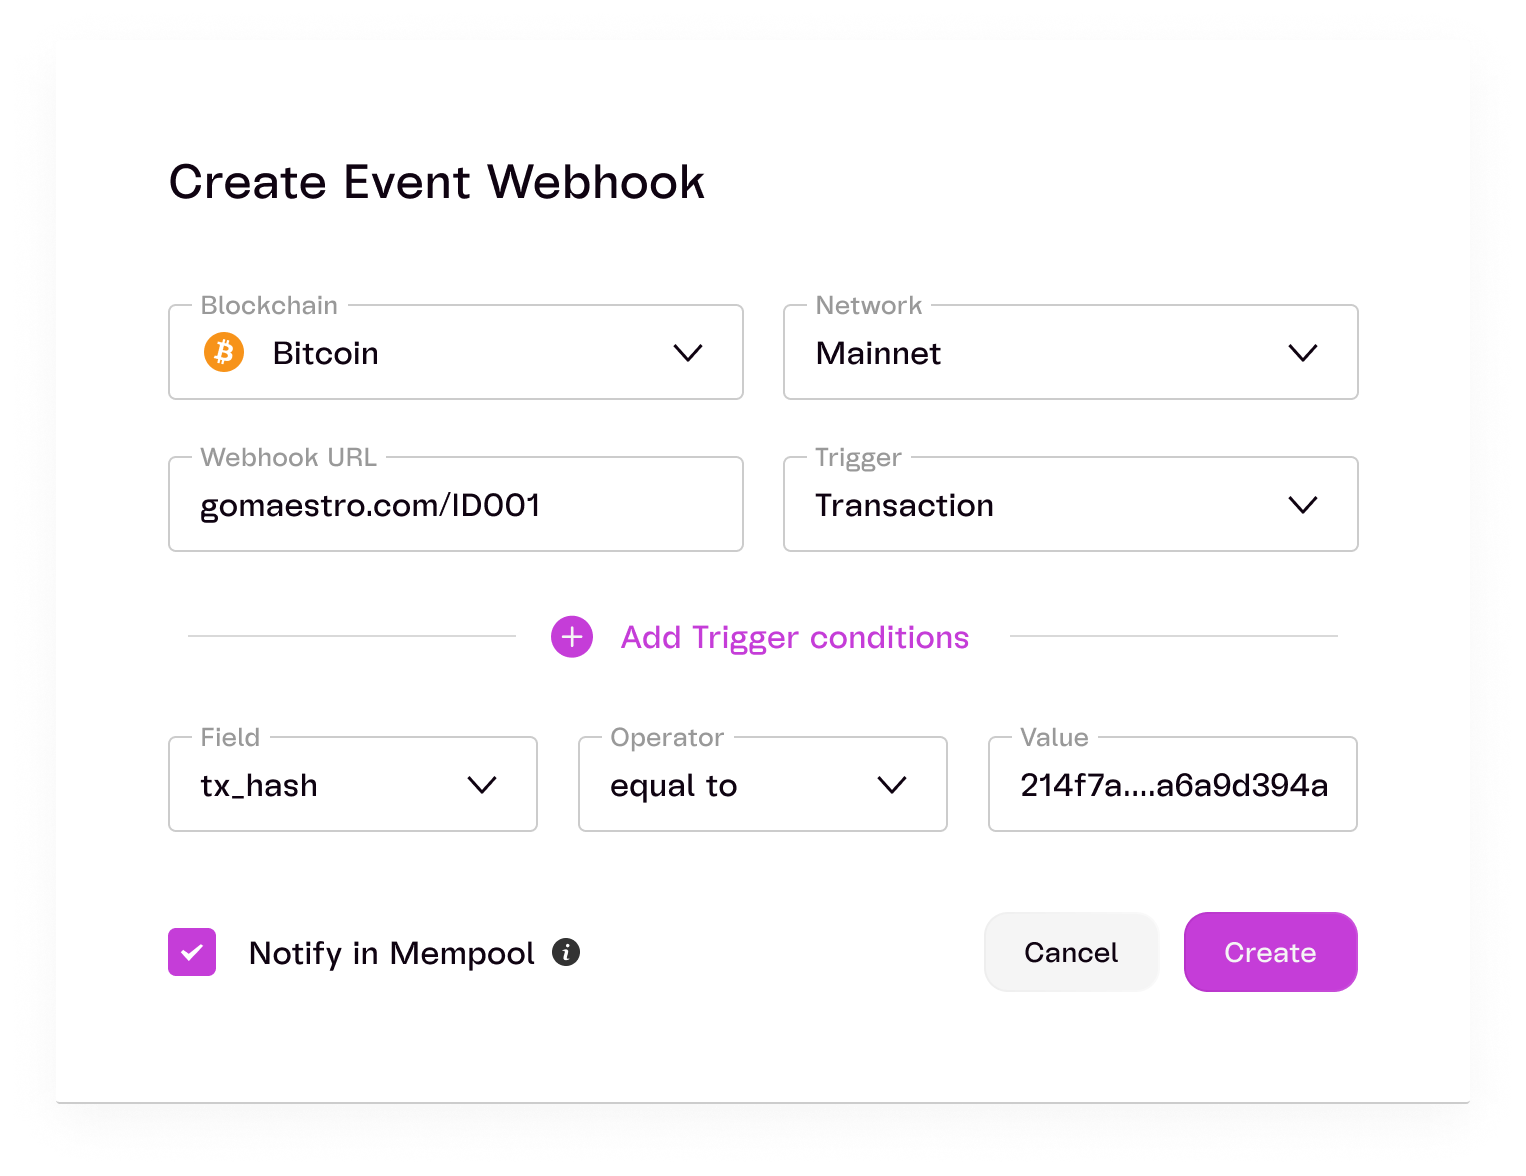 Create Event Webhook
Blockchain
Bitcoin
Network
Mainnet
Webhook URL
gomaestro.com/ID001
Trigger
Transaction
Add Trigger conditions
Field
tx_hash
Operator
equal to
Value
214f7a....a6a9d394a
Notify in Mempool
Cancel
Create